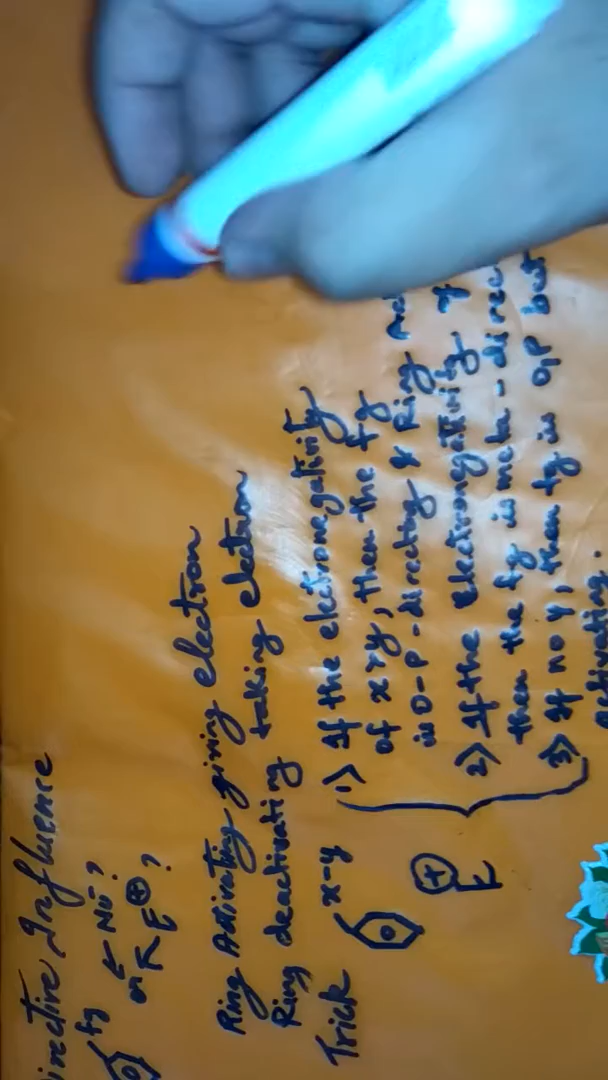 Directive Influence
fg ← Nu⁻?
or ↖ E⊕?
Ring Activating giving electron
Ring deactivating taking electron
Trick x-y
1) If the electronegativity
of x>y, then the fg
is o-p-directing & Ring
2) If the electronegativity of
then the fg is meta-direc
3) If no y, then fg is o,p but
activating.
⊕
E